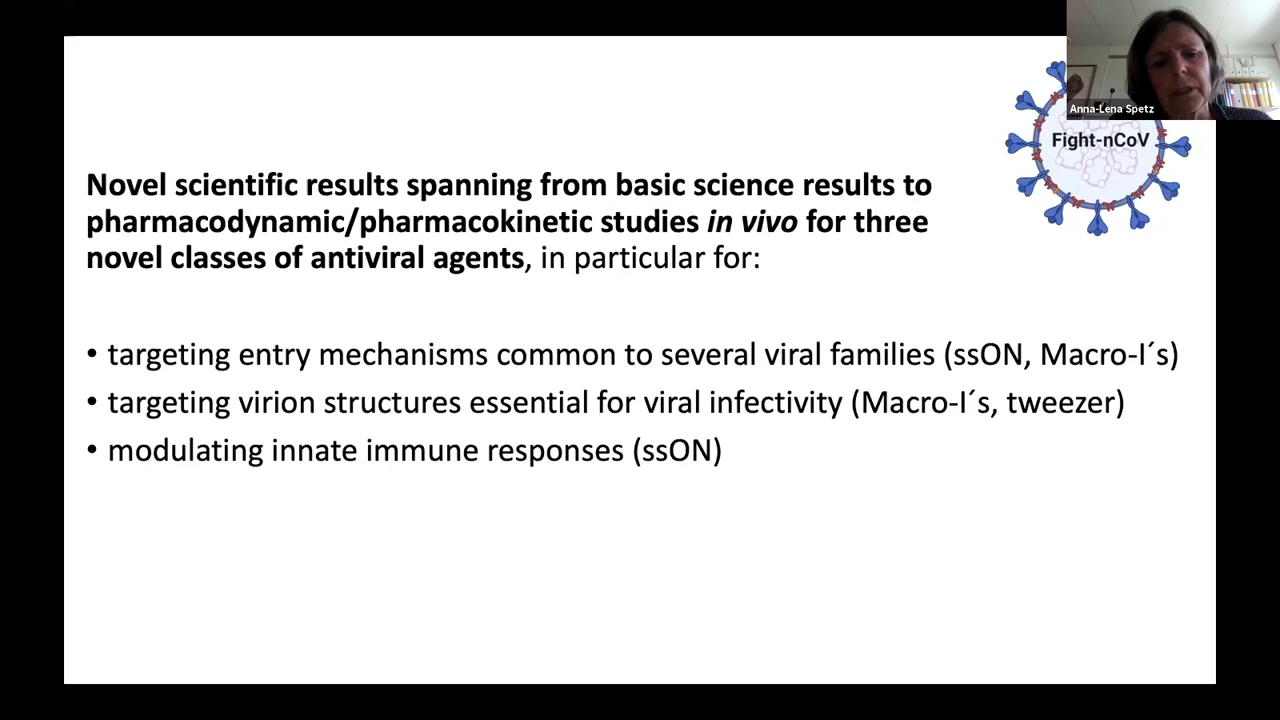 Anna-Lena Spetz
Fight-nCoV
Novel scientific results spanning from basic science results to
pharmacodynamic/pharmacokinetic studies in vivo for three
novel classes of antiviral agents, in particular for:
• targeting entry mechanisms common to several viral families (ssON, Macro-I´s)
• targeting virion structures essential for viral infectivity (Macro-I´s, tweezer)
• modulating innate immune responses (ssON)